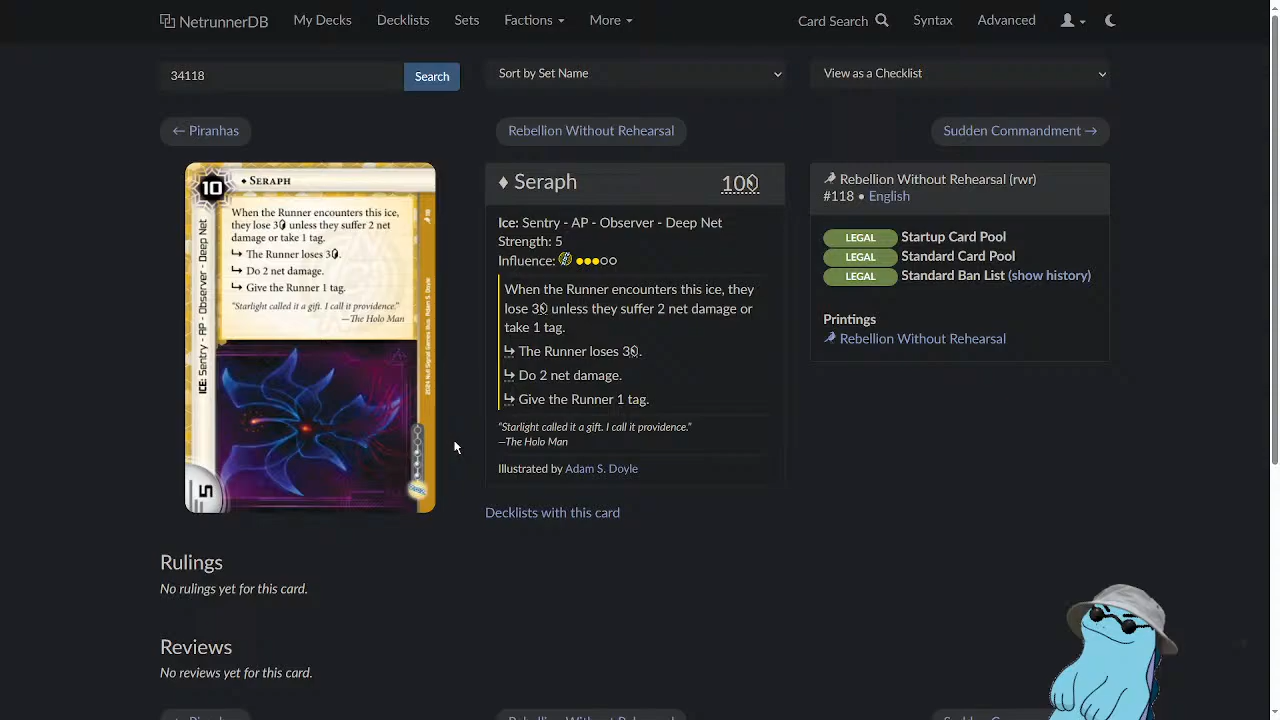 NetrunnerDB
My Decks
Decklists
Sets
Factions
More
Card Search
Syntax
Advanced
34118
Search
Sort by Set Name
View as a Checklist
← Piranhas
Rebellion Without Rehearsal
Sudden Commandment →
10
♦ SERAPH
When the Runner encounters this ice,
they lose 3 unless they suffer 2 net
damage or take 1 tag.
↳ The Runner loses 3.
↳ Do 2 net damage.
↳ Give the Runner 1 tag.
“Starlight called it a gift. I call it providence.”
—The Holo Man
ICE: Sentry - AP - Observer - Deep Net
5
♦ Seraph
10
Ice: Sentry - AP - Observer - Deep Net
Strength: 5
Influence:
When the Runner encounters this ice, they
lose 3 unless they suffer 2 net damage or
take 1 tag.
↳ The Runner loses 3.
↳ Do 2 net damage.
↳ Give the Runner 1 tag.
“Starlight called it a gift. I call it providence.”
—The Holo Man
Illustrated by Adam S. Doyle
Decklists with this card
Rebellion Without Rehearsal (rwr)
#118 • English
LEGAL Startup Card Pool
LEGAL Standard Card Pool
LEGAL Standard Ban List (show history)
Printings
Rebellion Without Rehearsal
Rulings
No rulings yet for this card.
Reviews
No reviews yet for this card.